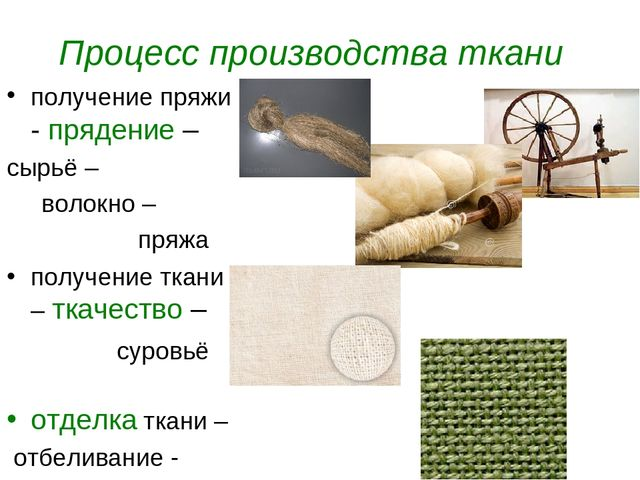 Процесс производства ткани
• получение пряжи
- прядение –
сырьё –
волокно –
пряжа
• получение ткани
– ткачество –
суровьё
• отделка ткани –
отбеливание -